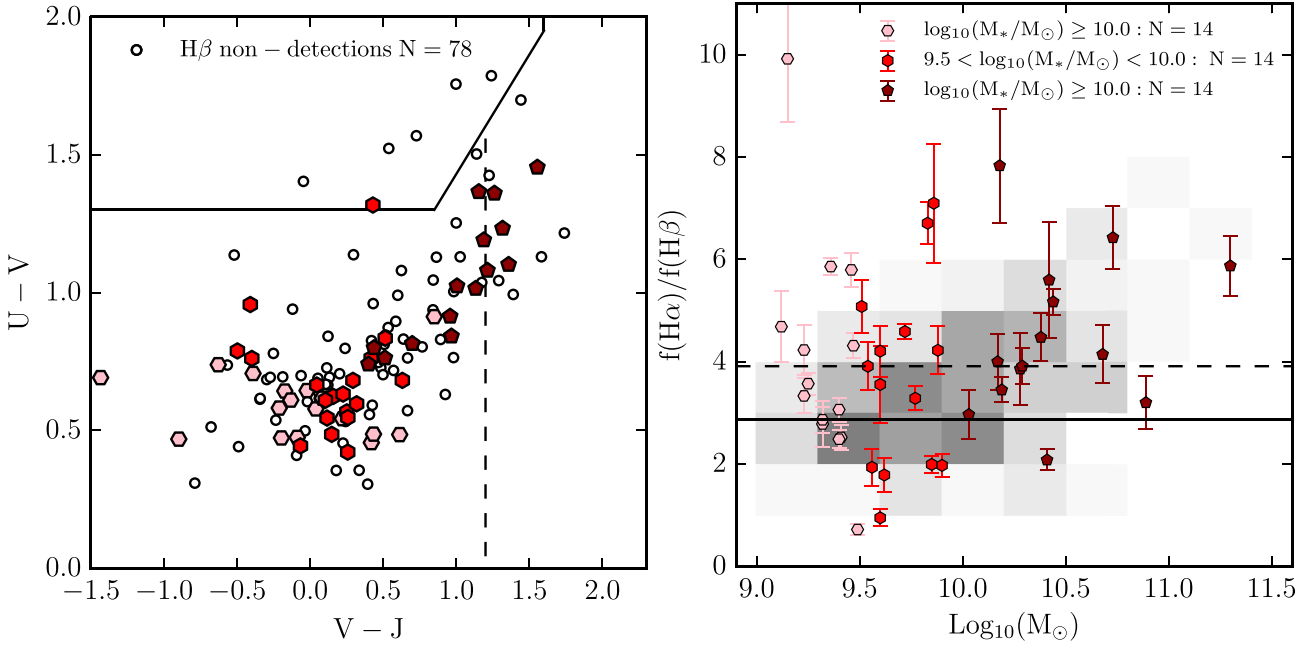 Hβ non − detections N = 78
2.0
1.5
1.0
0.5
0.0
U − V
−1.5 −1.0 −0.5 0.0 0.5 1.0 1.5 2.0
V − J
log₁₀(M*/M⊙) ≥ 10.0 : N = 14
9.5 < log₁₀(M*/M⊙) < 10.0 : N = 14
log₁₀(M*/M⊙) ≥ 10.0 : N = 14
10
8
6
4
2
0
f(Hα)/f(Hβ)
9.0 9.5 10.0 10.5 11.0 11.5
Log₁₀(M⊙)